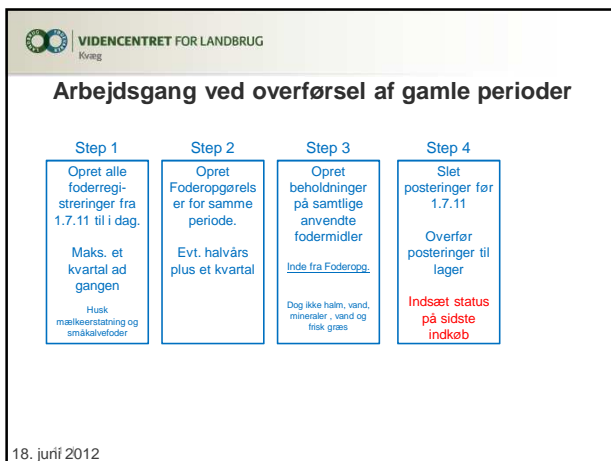 VIDENCENTRET FOR LANDBRUG
Kvæg
Arbejdsgang ved overførsel af gamle perioder
Step 1
Opret alle
foderregi-
streringer fra
1.7.11 til i dag.
Maks. et
kvartal ad
gangen
Husk
mælkeerstatning og
småkalvefoder
Step 2
Opret
Foderopgørels
er for samme
periode.
Evt. halvårs
plus et kvartal
Step 3
Opret
beholdninger
på samtlige
anvendte
fodermidler
Inde fra Foderopg.
Dog ikke halm, vand,
mineraler , vand og
frisk græs
Step 4
Slet
posteringer før
1.7.11
Overfør
posteringer til
lager
Indsæt status
på sidste
indkøb
18. juni 2012